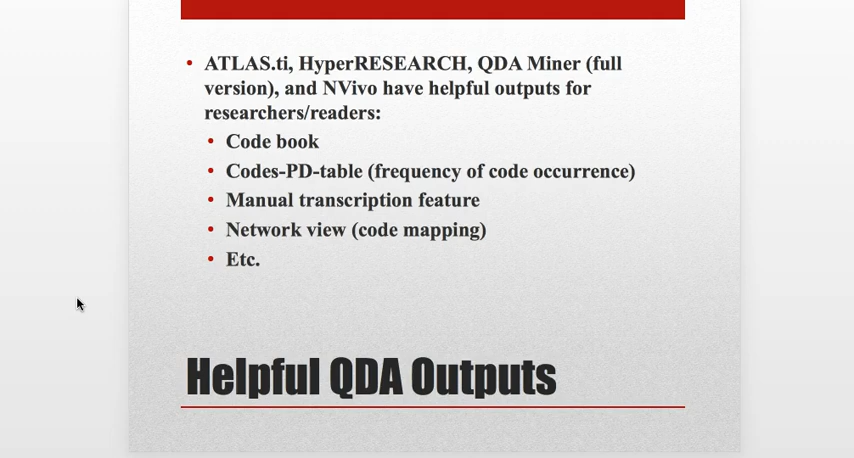 ATLAS.ti, HyperRESEARCH, QDA Miner (full
version), and NVivo have helpful outputs for
researchers/readers:
Code book
Codes-PD-table (frequency of code occurrence)
Manual transcription feature
Network view (code mapping)
Etc.
Helpful QDA Outputs